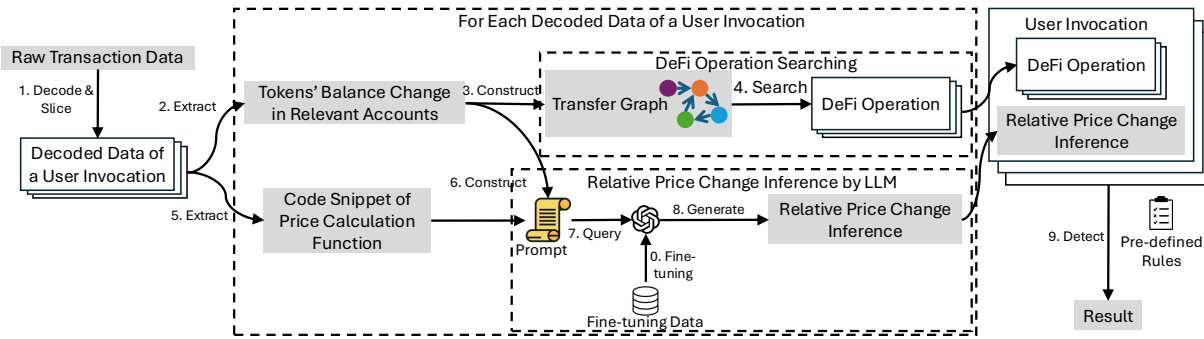 For Each Decoded Data of a User Invocation
Raw Transaction Data
1. Decode &
Slice
Decoded Data of
a User Invocation
2. Extract
Tokens' Balance Change
in Relevant Accounts
3. Construct
DeFi Operation Searching
Transfer Graph
4. Search
DeFi Operation
5. Extract
Code Snippet of
Price Calculation
Function
6. Construct
Relative Price Change Inference by LLM
Prompt
7. Query
8. Generate
Relative Price Change
Inference
0. Fine-
tuning
Fine-tuning Data
User Invocation
DeFi Operation
Relative Price Change
Inference
9. Detect
Pre-defined
Rules
Result